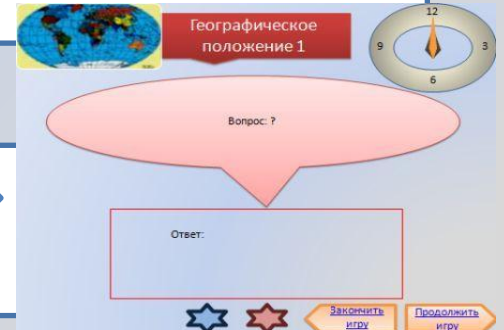 Географическое
положение 1
12
9
3
6
Вопрос: ?
Ответ:
Закончить
игру
Продолжить
игру